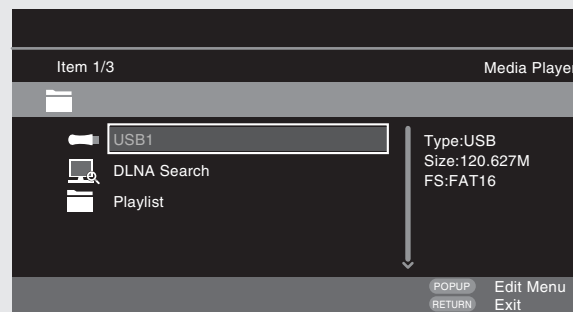 Item 1/3 Media Player
USB1
DLNA Search
Playlist
Type:USB
Size:120.627M
FS:FAT16
POPUP Edit Menu
RETURN Exit